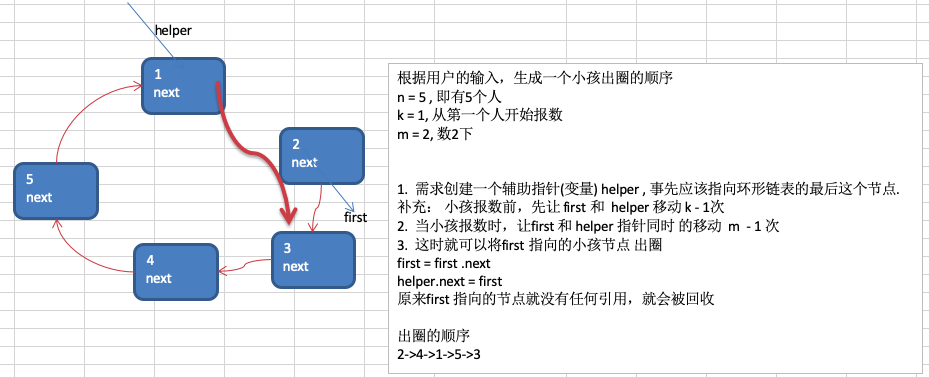 helper
1
next
2
next
first
3
next
4
next
5
next
根据用户的输入，生成一个小孩出圈的顺序
n = 5 , 即有5个人
k = 1, 从第一个人开始报数
m = 2, 数2下
1.  需求创建一个辅助指针(变量) helper , 事先应该指向环形链表的最后这个节点.
补充： 小孩报数前，先让 first 和  helper 移动 k - 1次
2.  当小孩报数时，让first 和 helper 指针同时 的移动  m  - 1 次
3.  这时就可以将first 指向的小孩节点 出圈
first = first .next
helper.next = first
原来first 指向的节点就没有任何引用，就会被回收
出圈的顺序
2->4->1->5->3